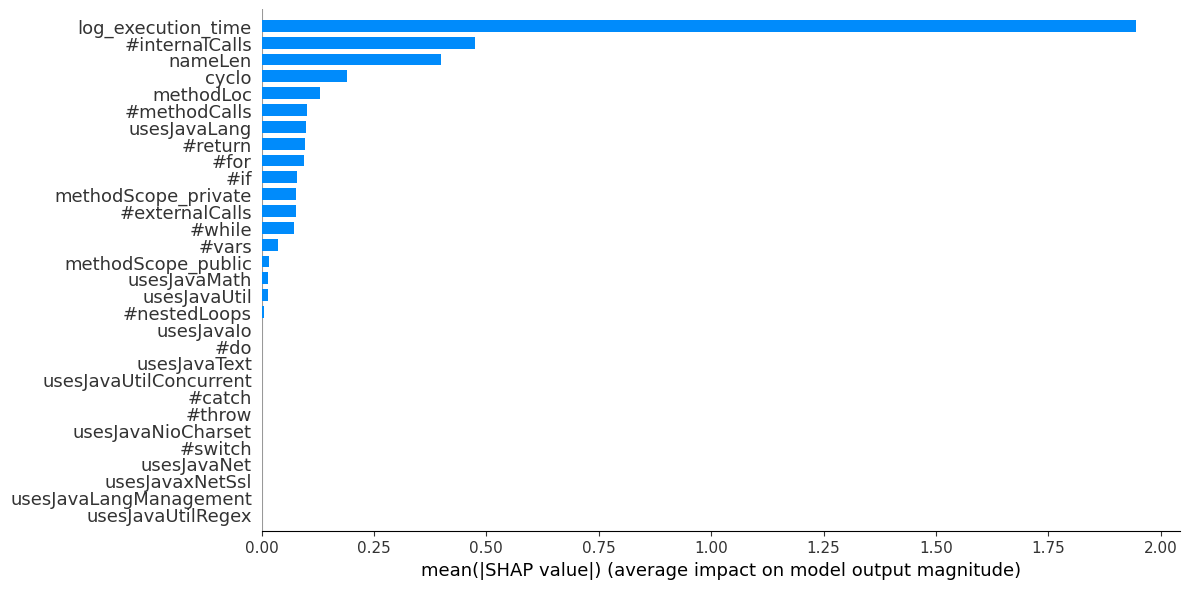 log_execution_time
#internalCalls
nameLen
cyclo
methodLoc
#methodCalls
usesJavaLang
#return
#for
#if
methodScope_private
#externalCalls
#while
#vars
methodScope_public
usesJavaMath
usesJavaUtil
#nestedLoops
usesJavaIo
#do
usesJavaText
usesJavaUtilConcurrent
#catch
#throw
usesJavaNioCharset
#switch
usesJavaNet
usesJavaxNetSsl
usesJavaLangManagement
usesJavaUtilRegex
0.00 0.25 0.50 0.75 1.00 1.25 1.50 1.75 2.00
mean(|SHAP value|) (average impact on model output magnitude)